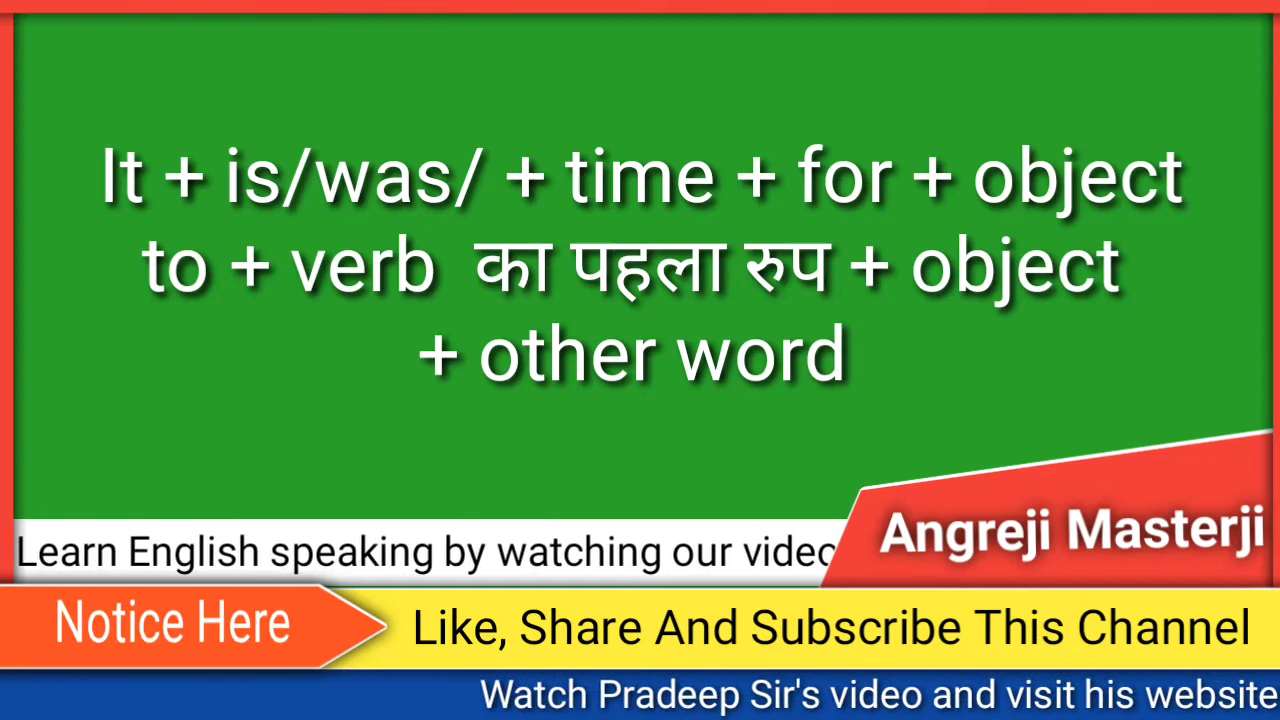 It + is/was/ + time + for + object
to + verb का पहला रुप + object
+ other word
Angreji Masterji
Learn English speaking by watching our video
Notice Here
Like, Share And Subscribe This Channel
Watch Pradeep Sir's video and visit his website